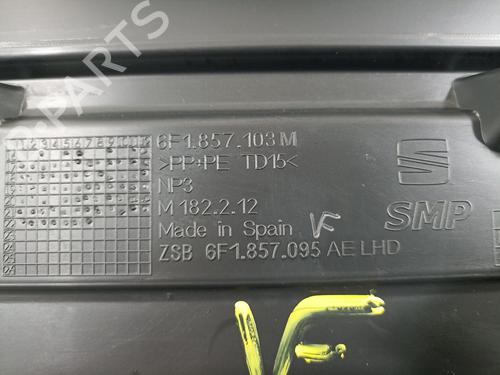 6F1.857.103 M
>PP+PE TD15<
NP3
M 182.2.12
Made in Spain VF
SMP
ZSB 6F1.857.095 AE LHD
VF